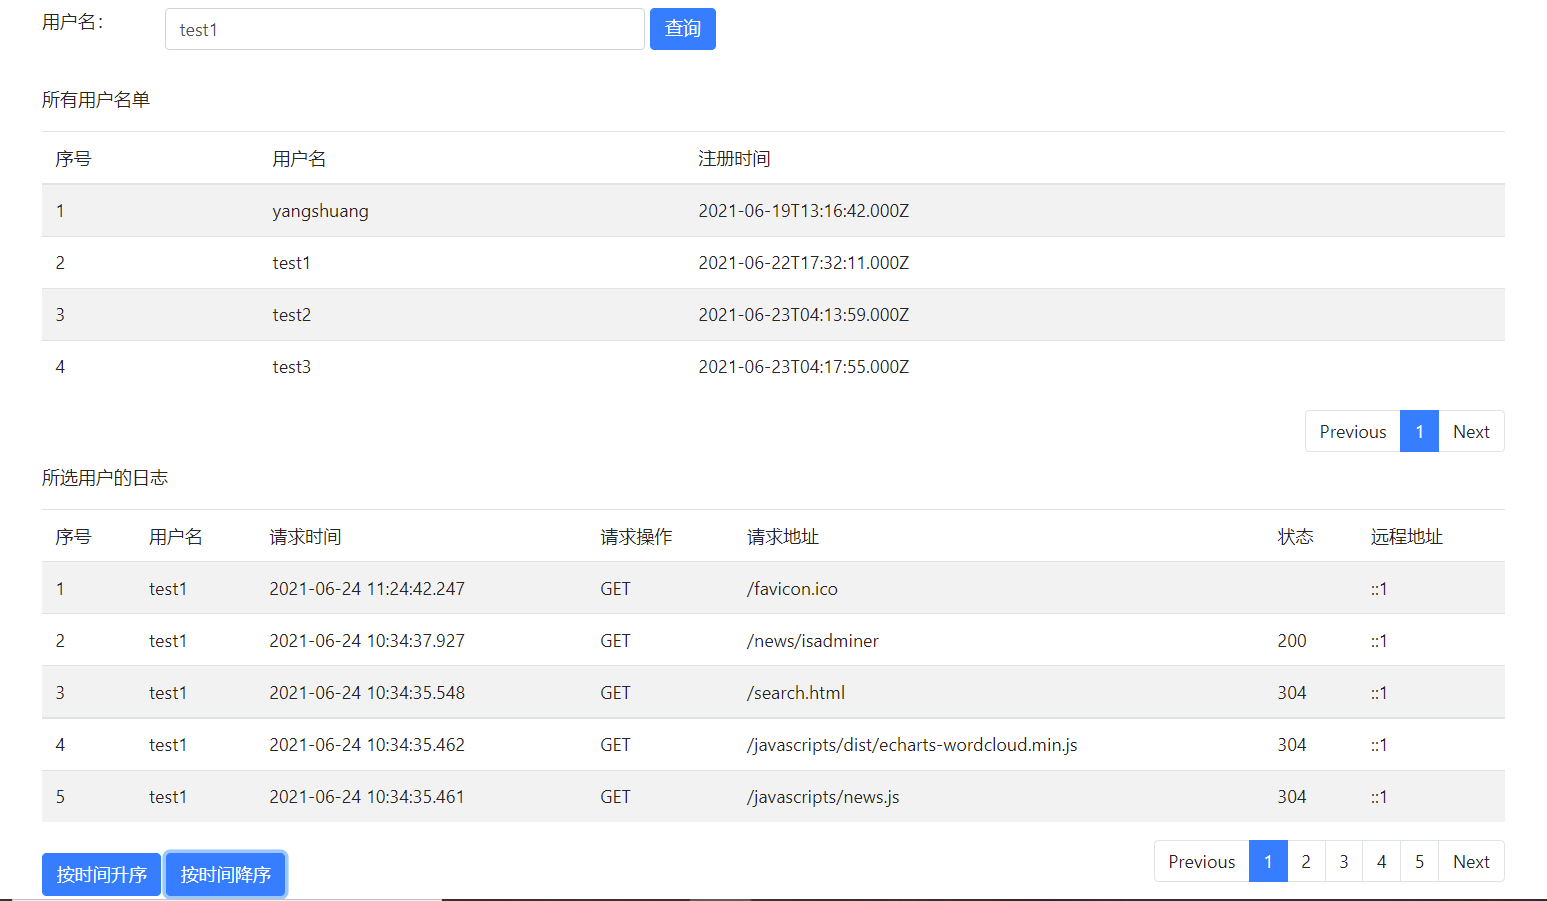 用户名： test1 查询
所有用户名单
序号 用户名 注册时间
1 yangshuang 2021-06-19T13:16:42.000Z
2 test1 2021-06-22T17:32:11.000Z
3 test2 2021-06-23T04:13:59.000Z
4 test3 2021-06-23T04:17:55.000Z
Previous 1 Next
所选用户的日志
序号 用户名 请求时间 请求操作 请求地址 状态 远程地址
1 test1 2021-06-24 11:24:42.247 GET /favicon.ico ::1
2 test1 2021-06-24 10:34:37.927 GET /news/isadminer 200 ::1
3 test1 2021-06-24 10:34:35.548 GET /search.html 304 ::1
4 test1 2021-06-24 10:34:35.462 GET /javascripts/dist/echarts-wordcloud.min.js 304 ::1
5 test1 2021-06-24 10:34:35.461 GET /javascripts/news.js 304 ::1
按时间升序 按时间降序 Previous 1 2 3 4 5 Next